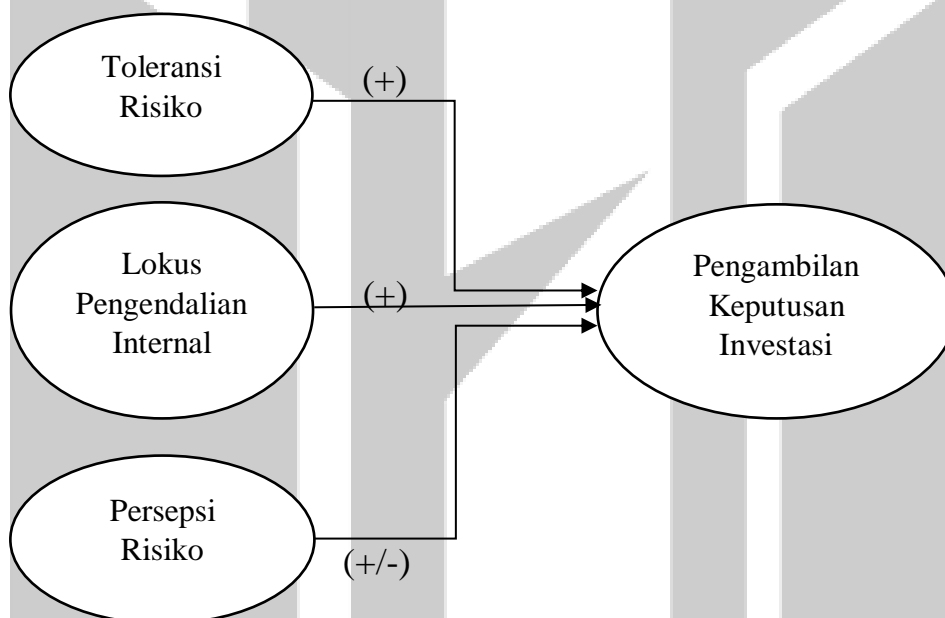 Toleransi
Risiko
(+)
Lokus
Pengendalian
Internal
(+)
Pengambilan
Keputusan
Investasi
Persepsi
Risiko
(+/-)